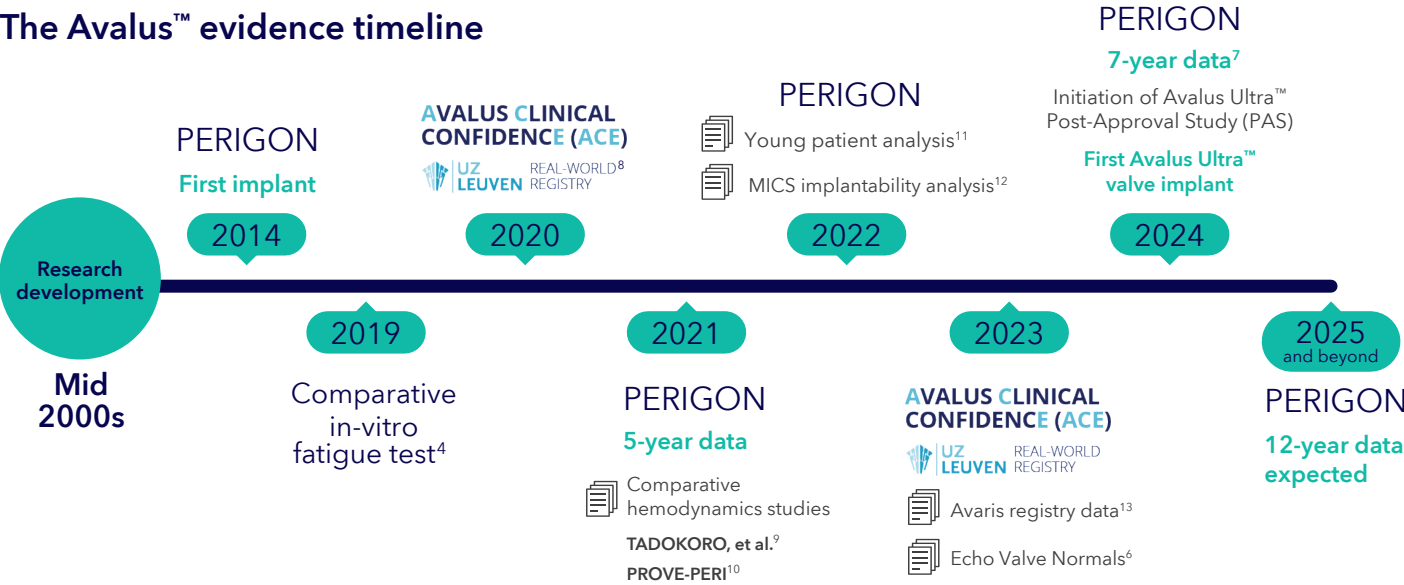 The Avalus™ evidence timeline
Research
development
Mid
2000s
PERIGON
First implant
2014
2019
Comparative
in-vitro
fatigue test⁴
AVALUS CLINICAL
CONFIDENCE (ACE)
UZ
LEUVEN
REAL-WORLD⁸
REGISTRY
2020
2021
PERIGON
5-year data
Comparative
hemodynamics studies
TADOKORO, et al.⁹
PROVE-PERI¹⁰
PERIGON
Young patient analysis¹¹
MICS implantability analysis¹²
2022
2023
AVALUS CLINICAL
CONFIDENCE (ACE)
UZ
LEUVEN
REAL-WORLD
REGISTRY
Avaris registry data¹³
Echo Valve Normals⁶
PERIGON
7-year data⁷
Initiation of Avalus Ultra™
Post-Approval Study (PAS)
First Avalus Ultra™
valve implant
2024
2025
and beyond
PERIGON
12-year data
expected